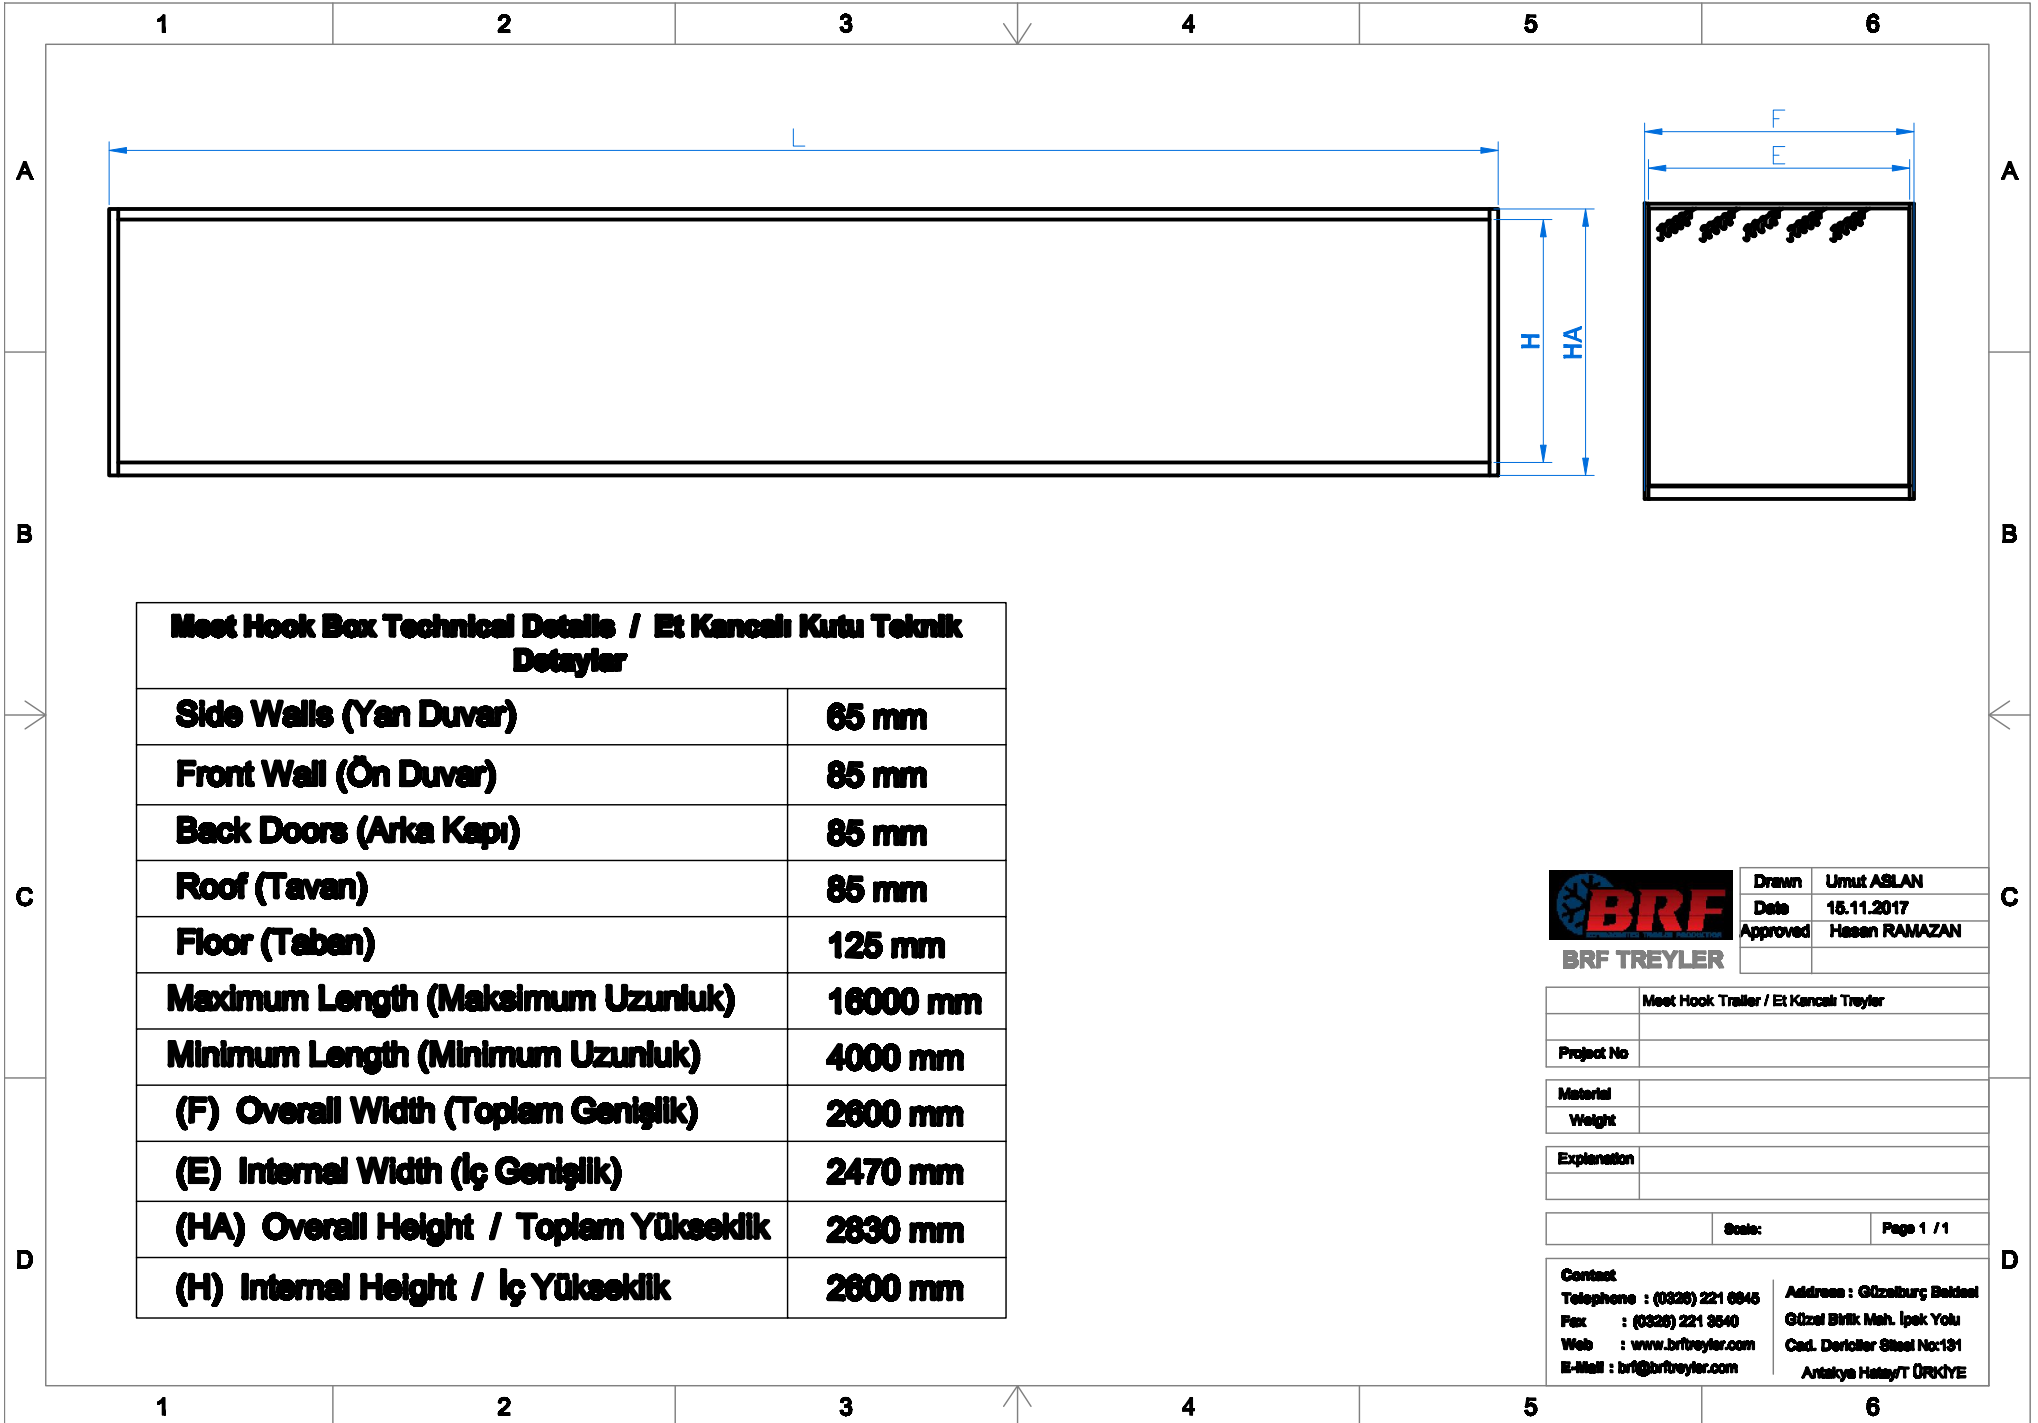 1 2 3 4 5 6
A A
B B
C C
D D
L
F
E
H
HA
Meet Hook Box Technical Details / Et Kancalı Kutu Teknik
Detaylar
Side Walls (Yan Duvar) 65 mm
Front Wall (Ön Duvar) 85 mm
Back Doors (Arka Kapı) 85 mm
Roof (Tavan) 85 mm
Floor (Taban) 125 mm
Maximum Length (Maksimum Uzunluk) 16000 mm
Minimum Length (Minimum Uzunluk) 4000 mm
(F) Overall Width (Toplam Genişlik) 2600 mm
(E) Internal Width (İç Genişlik) 2470 mm
(HA) Overall Height / Toplam Yükseklik 2830 mm
(H) Internal Height / İç Yükseklik 2600 mm
BRF
REFRIGERATED TRAILER PRODUCTION
BRF TREYLER
Drawn Umut ASLAN
Date 15.11.2017
Approved Hasan RAMAZAN
Meet Hook Trailer / Et Kancalı Treyler
Project No
Material
Weight
Explanation
Scale: Page 1 / 1
Contact
Telephone : (0326) 221 6645
Fax : (0326) 221 3540
Web : www.brftreyler.com
E-Mail : brf@brftreyler.com
Address : Güzelburç Beldesi
Güzel Birlik Mah. İpek Yolu
Cad. Dericiler Sitesi No:131
Antakya Hatay/T ÜRKİYE
1 2 3 4 5 6